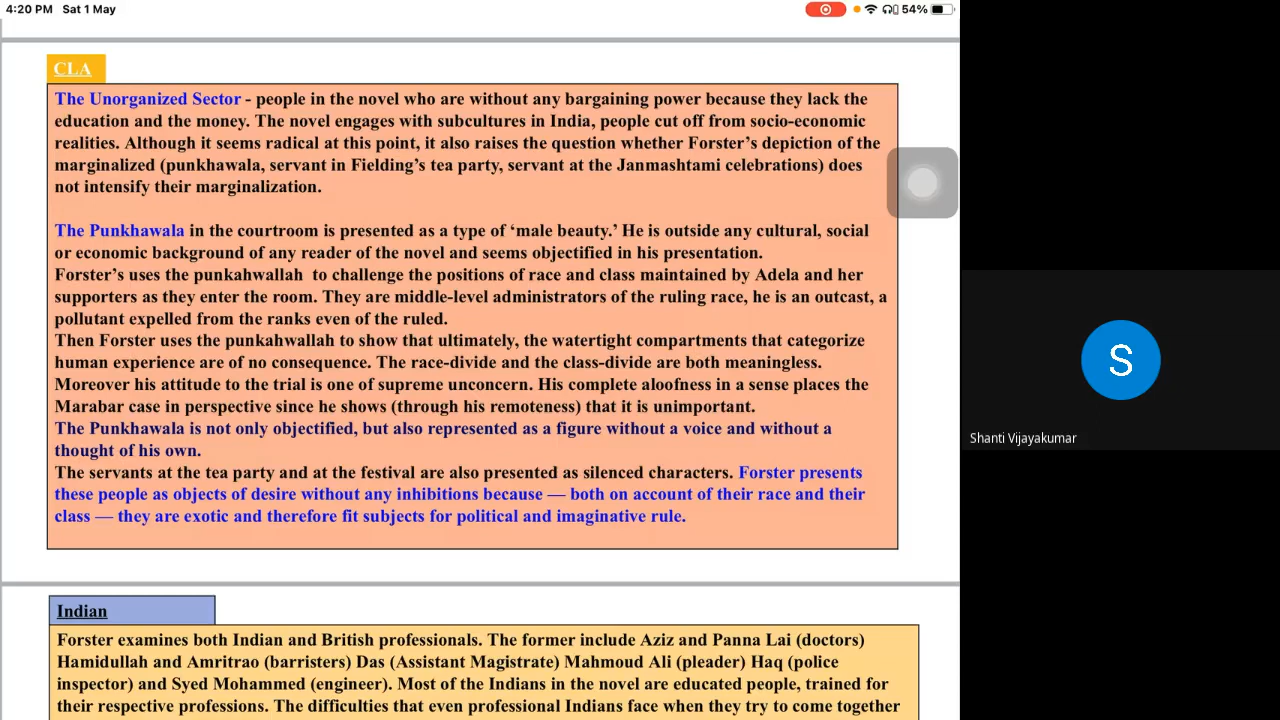 4:20 PM Sat 1 May
54%
CLA
The Unorganized Sector - people in the novel who are without any bargaining power because they lack the
education and the money. The novel engages with subcultures in India, people cut off from socio-economic
realities. Although it seems radical at this point, it also raises the question whether Forster’s depiction of the
marginalized (punkhawala, servant in Fielding’s tea party, servant at the Janmashtami celebrations) does
not intensify their marginalization.
The Punkhawala in the courtroom is presented as a type of ‘male beauty.’ He is outside any cultural, social
or economic background of any reader of the novel and seems objectified in his presentation.
Forster’s uses the punkahwallah to challenge the positions of race and class maintained by Adela and her
supporters as they enter the room. They are middle-level administrators of the ruling race, he is an outcast, a
pollutant expelled from the ranks even of the ruled.
Then Forster uses the punkahwallah to show that ultimately, the watertight compartments that categorize
human experience are of no consequence. The race-divide and the class-divide are both meaningless.
Moreover his attitude to the trial is one of supreme unconcern. His complete aloofness in a sense places the
Marabar case in perspective since he shows (through his remoteness) that it is unimportant.
The Punkhawala is not only objectified, but also represented as a figure without a voice and without a
thought of his own.
The servants at the tea party and at the festival are also presented as silenced characters. Forster presents
these people as objects of desire without any inhibitions because — both on account of their race and their
class — they are exotic and therefore fit subjects for political and imaginative rule.
S
Shanti Vijayakumar
Indian
Forster examines both Indian and British professionals. The former include Aziz and Panna Lai (doctors)
Hamidullah and Amritrao (barristers) Das (Assistant Magistrate) Mahmoud Ali (pleader) Haq (police
inspector) and Syed Mohammed (engineer). Most of the Indians in the novel are educated people, trained for
their respective professions. The difficulties that even professional Indians face when they try to come together